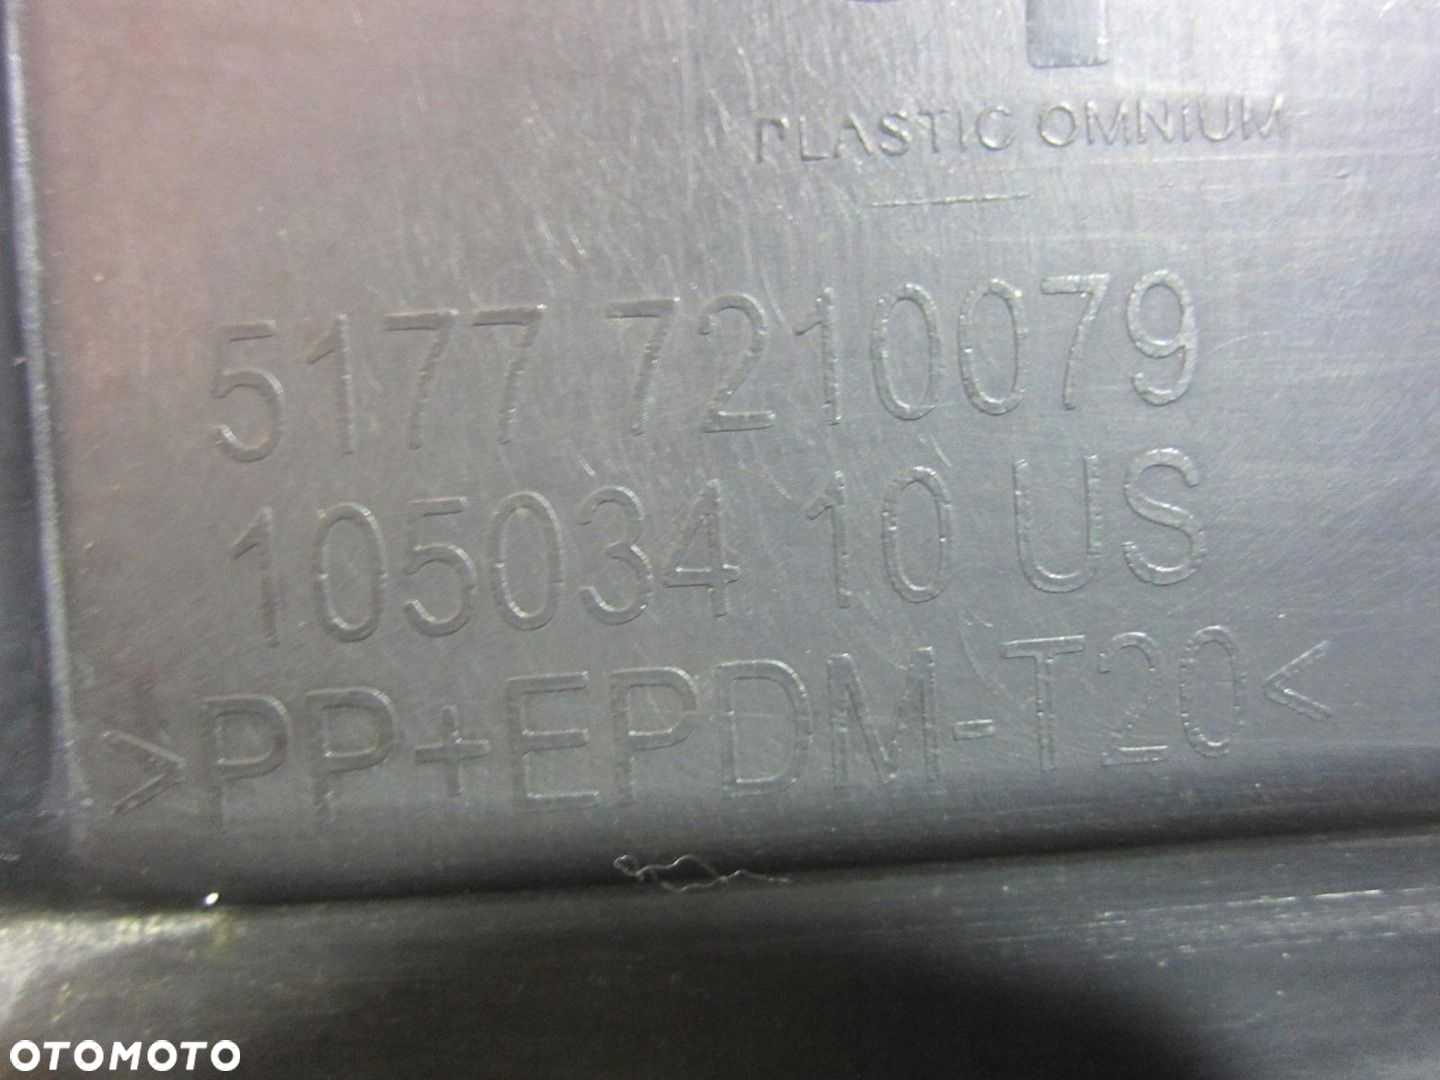 PLASTIC OMNIUM
5177 7210079
105034 10 US
>PP+EPDM-T20<
OTOMOTO